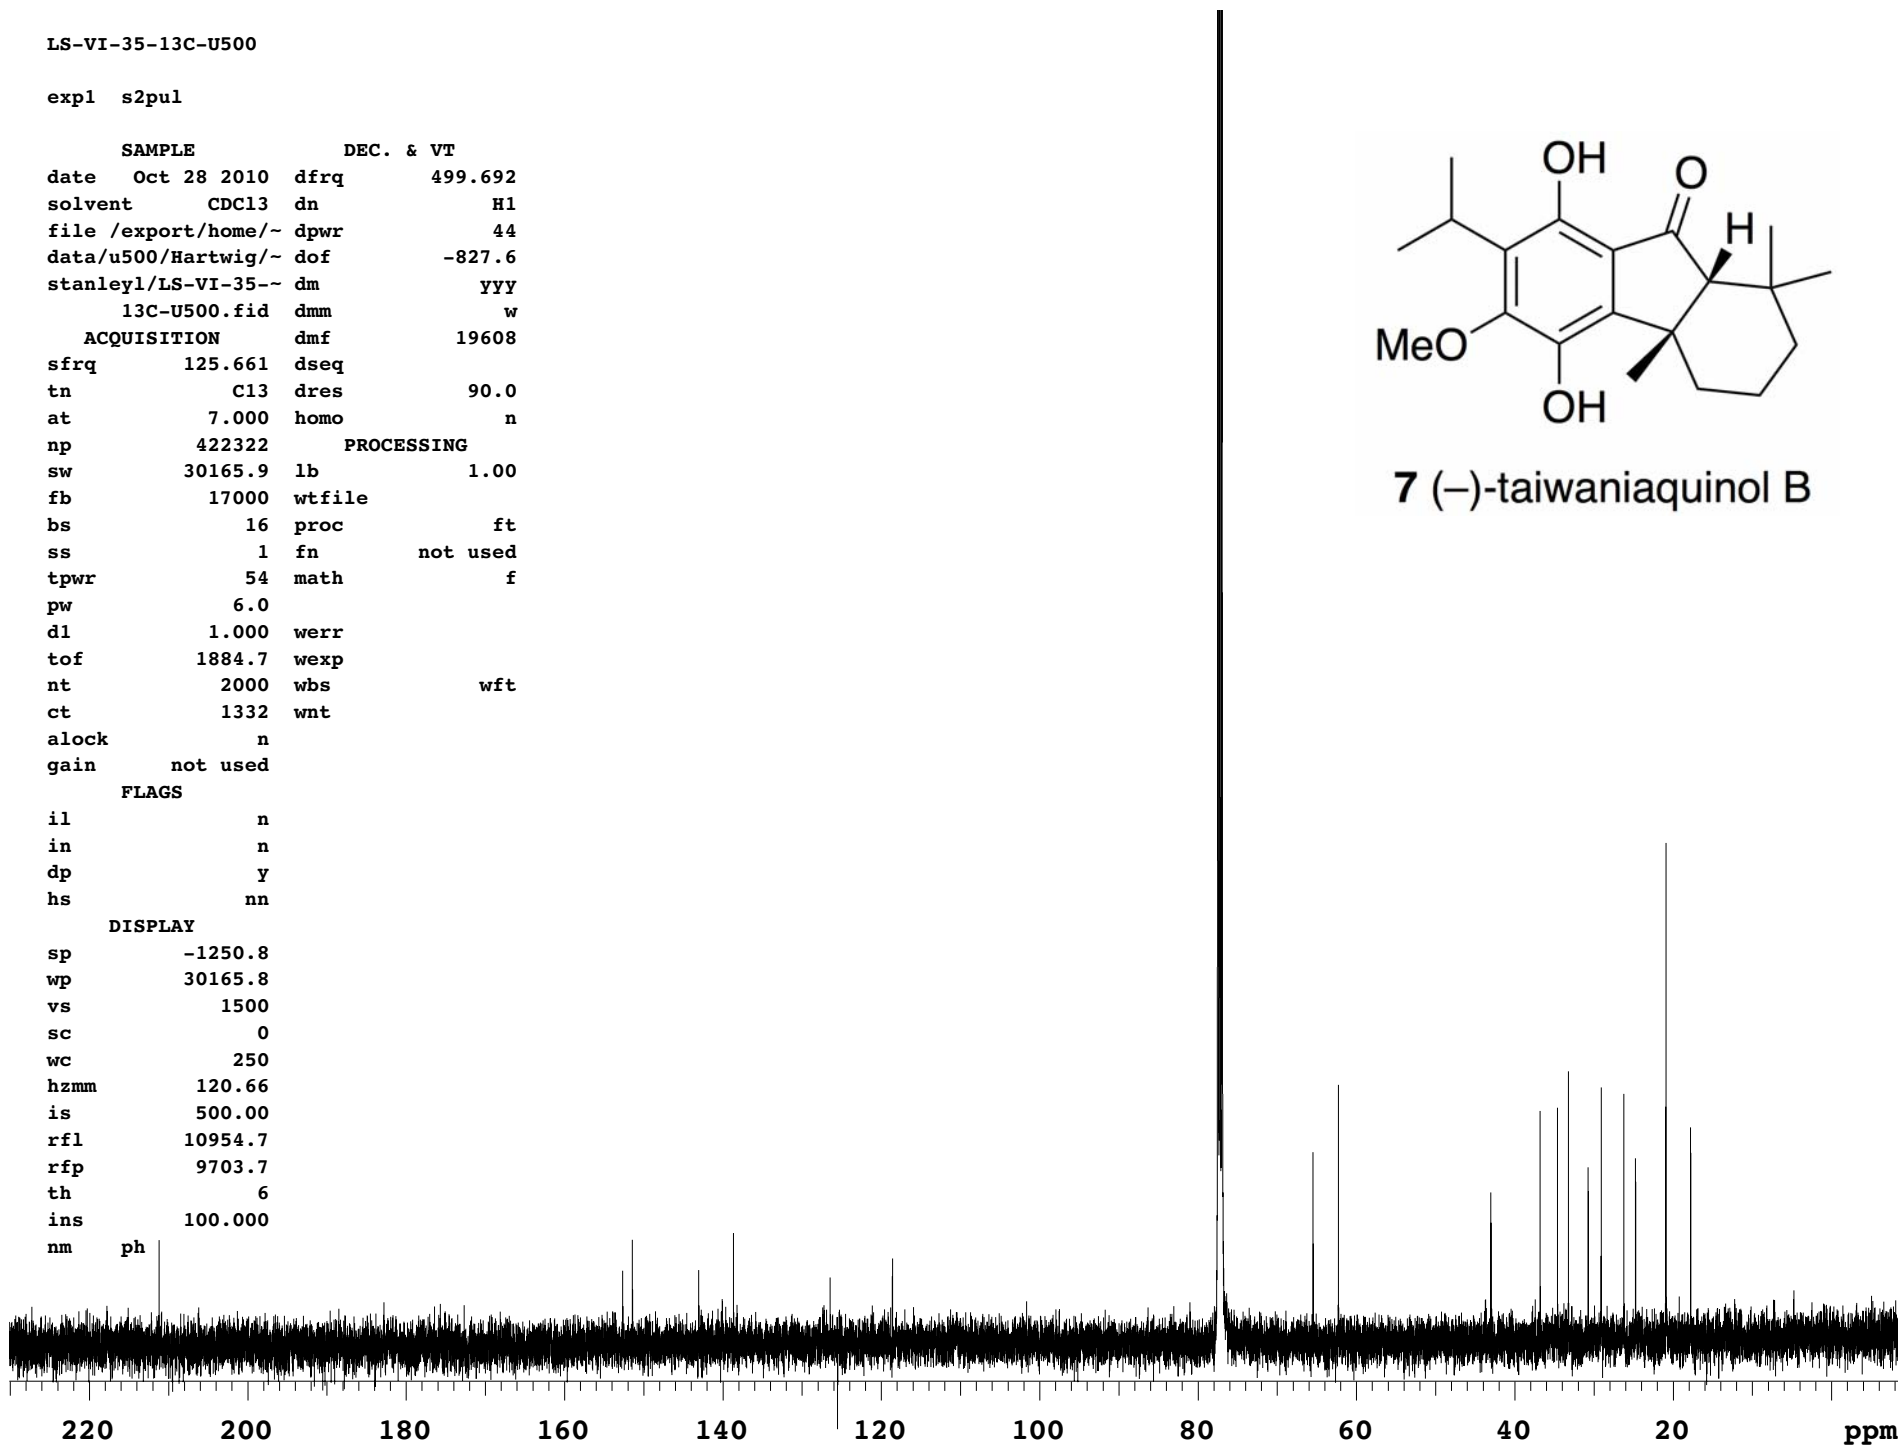 LS-VI-35-13C-U500
exp1 s2pul
SAMPLE DEC. & VT
date Oct 28 2010 dfrq 499.692
solvent CDCl3 dn H1
file /export/home/~ dpwr 44
data/u500/Hartwig/~ dof -827.6
stanleyl/LS-VI-35-~ dm yyy
13C-U500.fid dmm w
ACQUISITION dmf 19608
sfrq 125.661 dseq
tn C13 dres 90.0
at 7.000 homo n
np 422322 PROCESSING
sw 30165.9 lb 1.00
fb 17000 wtfile
bs 16 proc ft
ss 1 fn not used
tpwr 54 math f
pw 6.0
d1 1.000 werr
tof 1884.7 wexp
nt 2000 wbs wft
ct 1332 wnt
alock n
gain not used
FLAGS
il n
in n
dp y
hs nn
DISPLAY
sp -1250.8
wp 30165.8
vs 1500
sc 0
wc 250
hzmm 120.66
is 500.00
rfl 10954.7
rfp 9703.7
th 6
ins 100.000
nm ph
OH
O
H
MeO
OH
7 (–)-taiwaniaquinol B
220 200 180 160 140 120 100 80 60 40 20 ppm